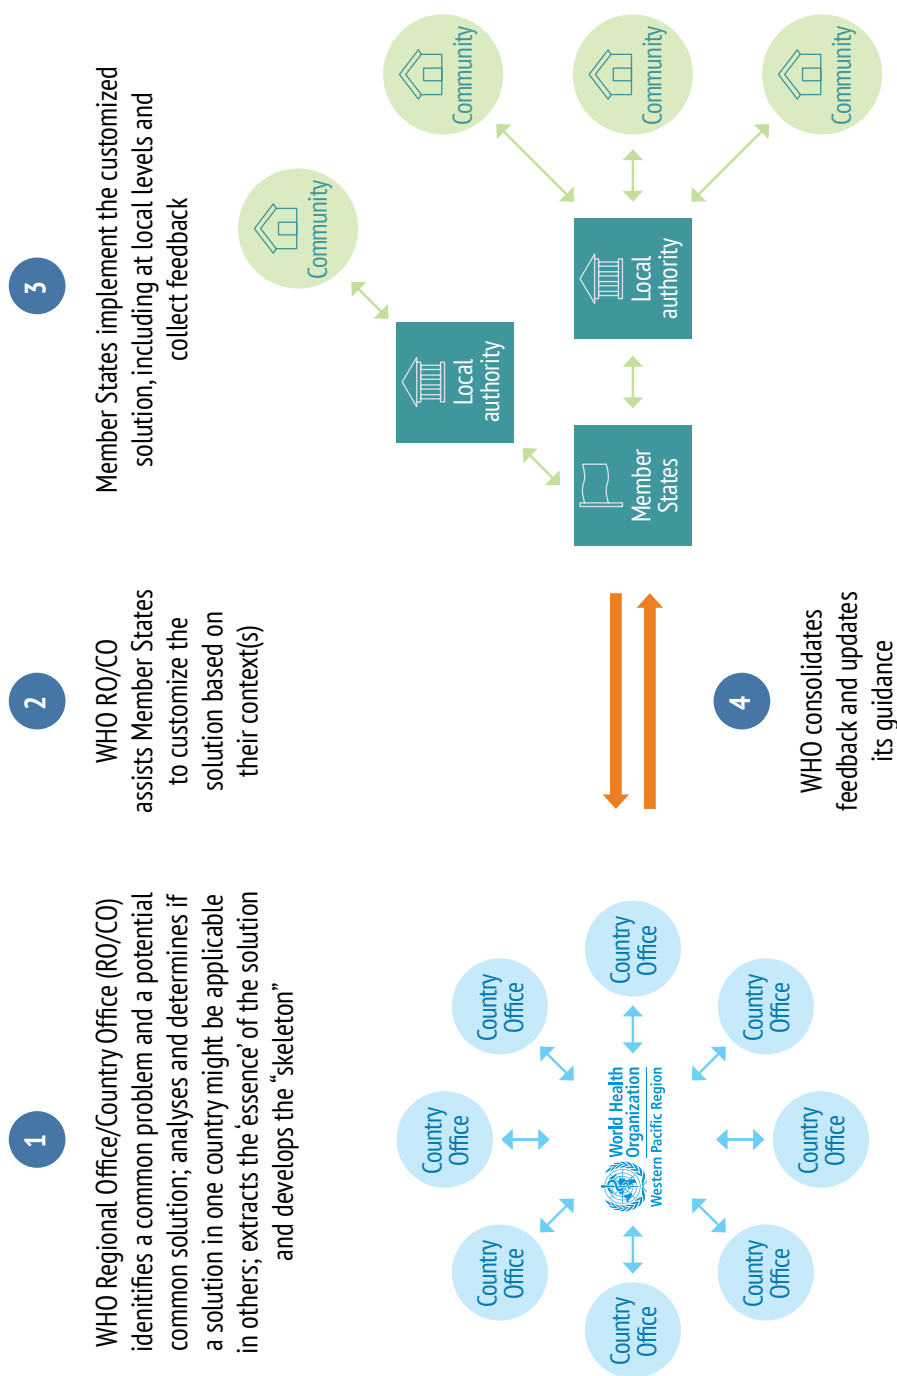 1
WHO Regional Office/Country Office (RO/CO)
idenitifies a common problem and a potential
common solution; analyses and determines if
a solution in one country might be applicable
in others; extracts the 'essence' of the solution
and develops the “skeleton”
2
WHO RO/CO
assists Member States
to customize the
solution based on
their context(s)
3
Member States implement the customized
solution, including at local levels and
collect feedback
Country
Office
Country
Office
Country
Office
Country
Office
World Health
Organization
Western Pacific Region
Country
Office
Country
Office
Country
Office
Country
Office
Member
States
Local
authority
Local
authority
Community
Community
Community
Community
4
WHO consolidates
feedback and updates
its guidance